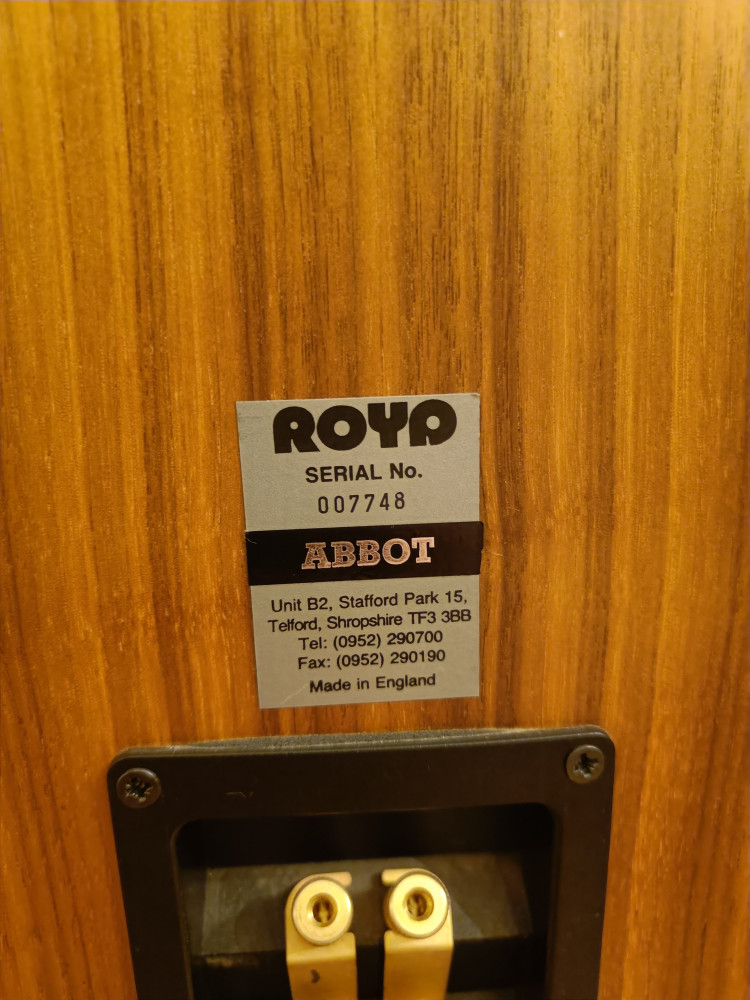 ROYD
SERIAL No.
007748
ABBOT
Unit B2, Stafford Park 15,
Telford, Shropshire TF3 3BB
Tel: (0952) 290700
Fax: (0952) 290190
Made in England